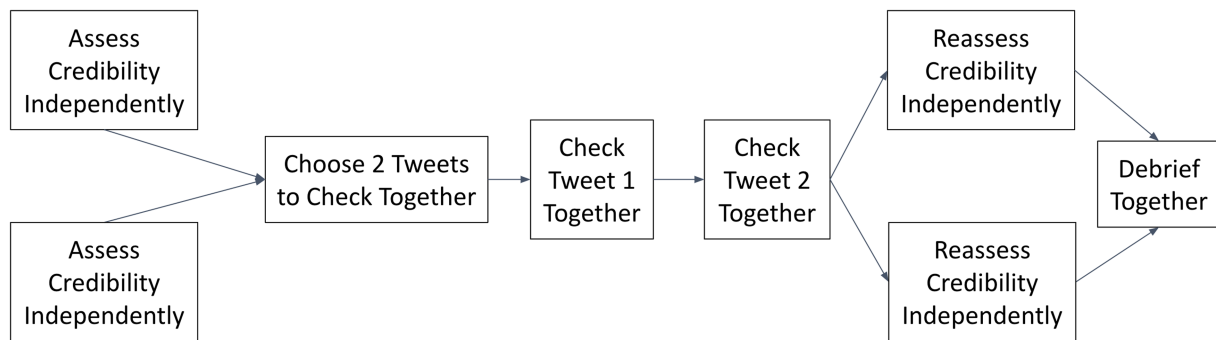 Assess
Credibility
Independently
Assess
Credibility
Independently
Choose 2 Tweets
to Check Together
Check
Tweet 1
Together
Check
Tweet 2
Together
Reassess
Credibility
Independently
Reassess
Credibility
Independently
Debrief
Together